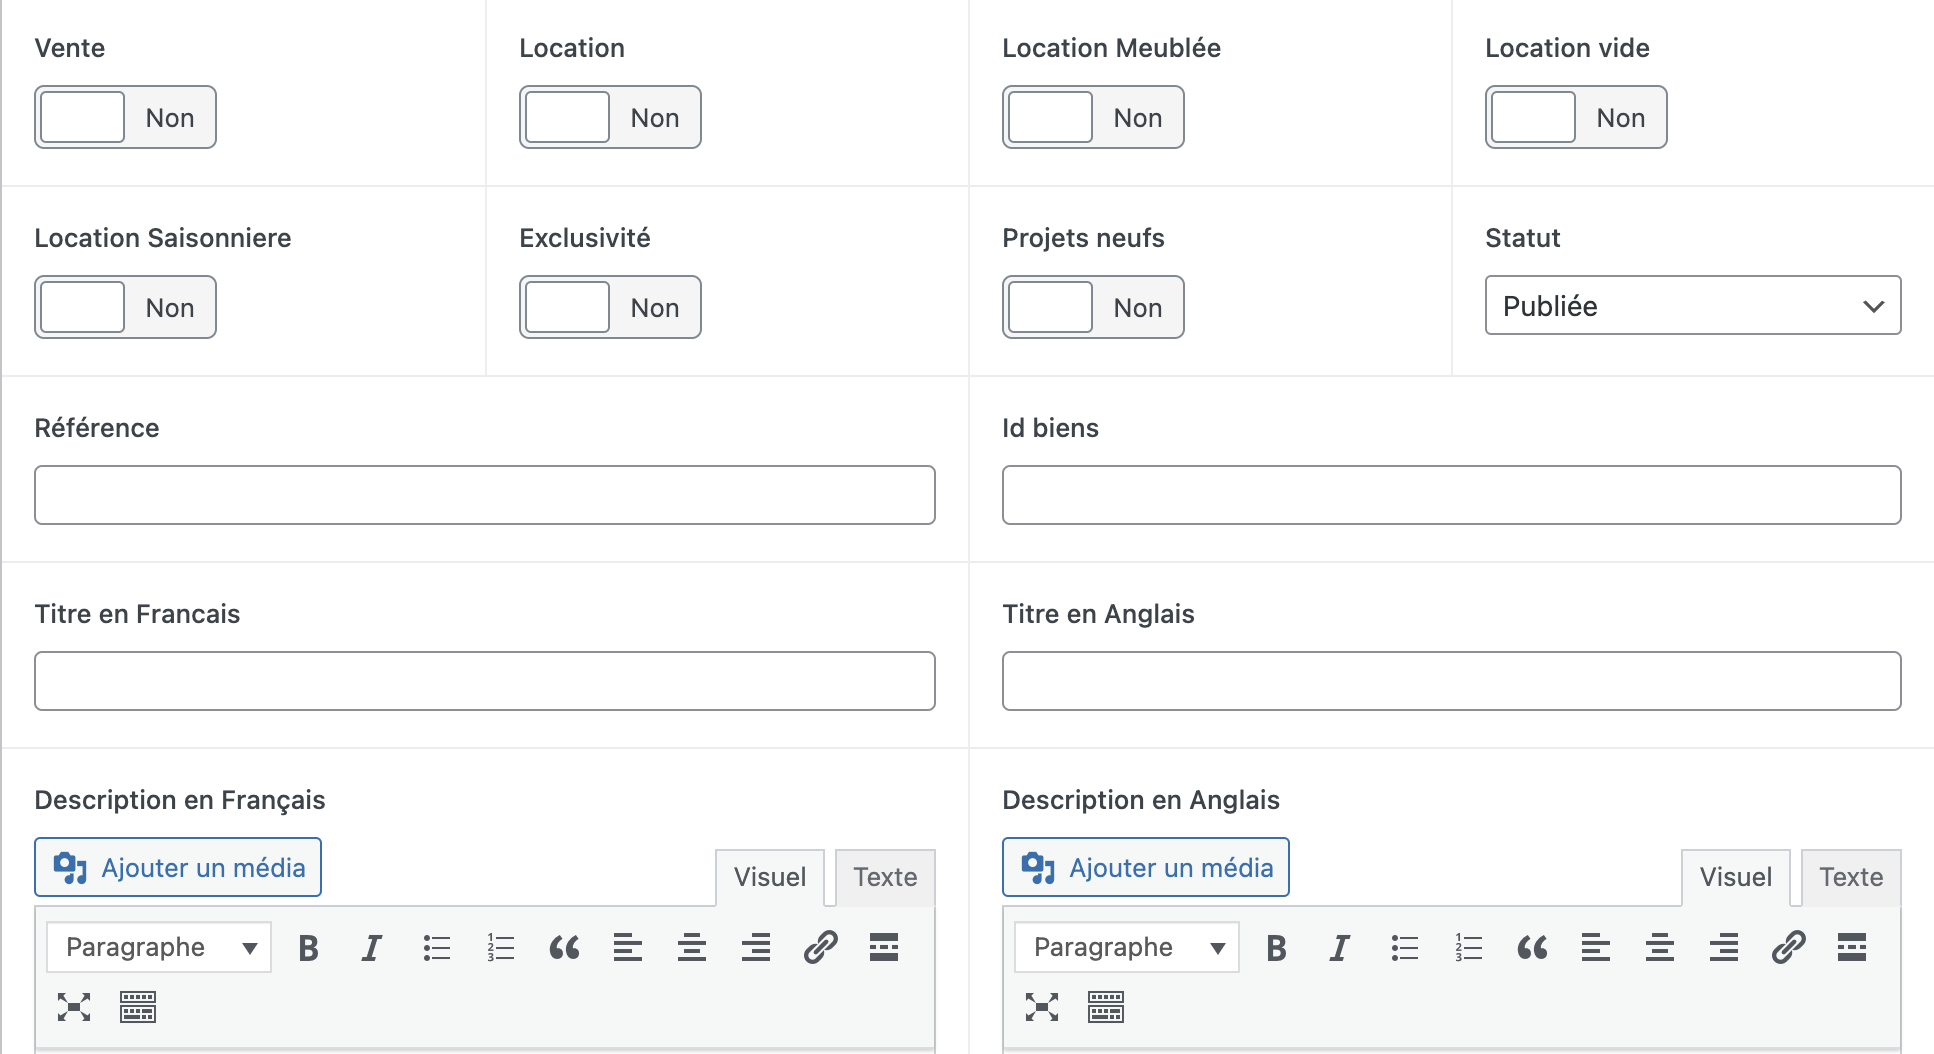 Vente
Location
Location Meublée
Location vide
Non
Non
Non
Non
Location Saisonniere
Exclusivité
Projets neufs
Statut
Non
Non
Non
Publiée
Référence
Id biens
Titre en Francais
Titre en Anglais
Description en Français
Description en Anglais
Ajouter un média
Visuel
Texte
Ajouter un média
Visuel
Texte
Paragraphe
Paragraphe